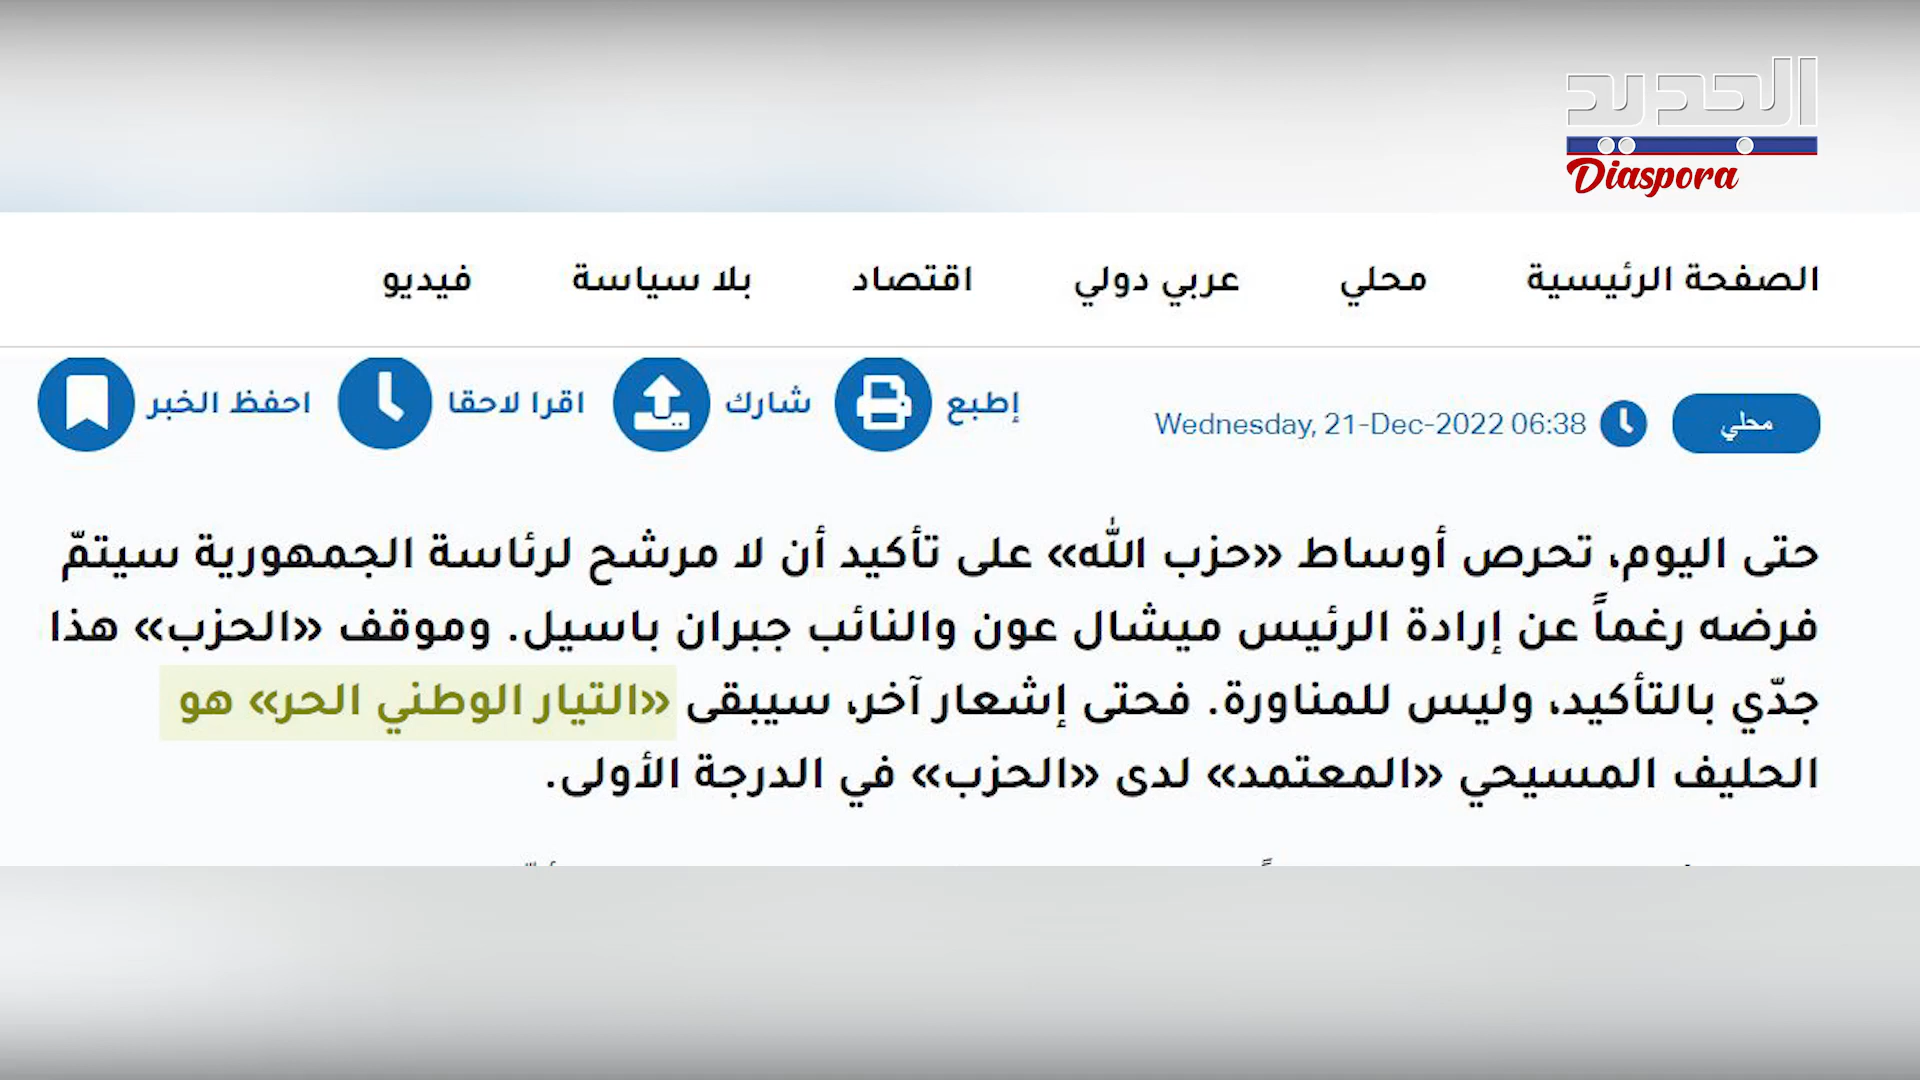 الجديد
Diaspora
الصفحة الرئيسية محلي عربي دولي اقتصاد بلا سياسة فيديو
محلي Wednesday, 21-Dec-2022 06:38 إطبع شارك اقرا لاحقا احفظ الخبر
حتى اليوم، تحرص أوساط «حزب الله» على تأكيد أن لا مرشح لرئاسة الجمهورية سيتمّ
فرضه رغماً عن إرادة الرئيس ميشال عون والنائب جبران باسيل. وموقف «الحزب» هذا
جدّي بالتأكيد، وليس للمناورة. فحتى إشعار آخر، سيبقى «التيار الوطني الحر» هو
الحليف المسيحي «المعتمد» لدى «الحزب» في الدرجة الأولى.